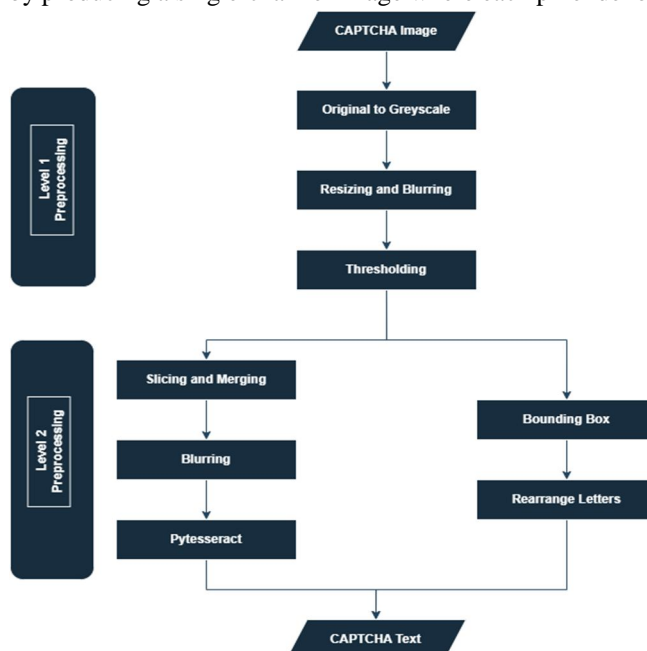 CAPTCHA Image
Original to Greyscale
Level 1
Preprocessing
Resizing and Blurring
Thresholding
Slicing and Merging
Bounding Box
Level 2
Preprocessing
Blurring
Rearrange Letters
Pytesseract
CAPTCHA Text